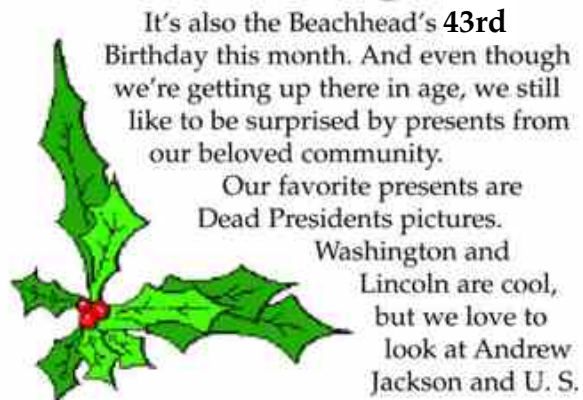 It's also the Beachhead's 43rd
Birthday this month. And even though
we're getting up there in age, we still
like to be surprised by presents from
our beloved community.
Our favorite presents are
Dead Presidents pictures.
Washington and
Lincoln are cool,
but we love to
look at Andrew
Jackson and U. S.